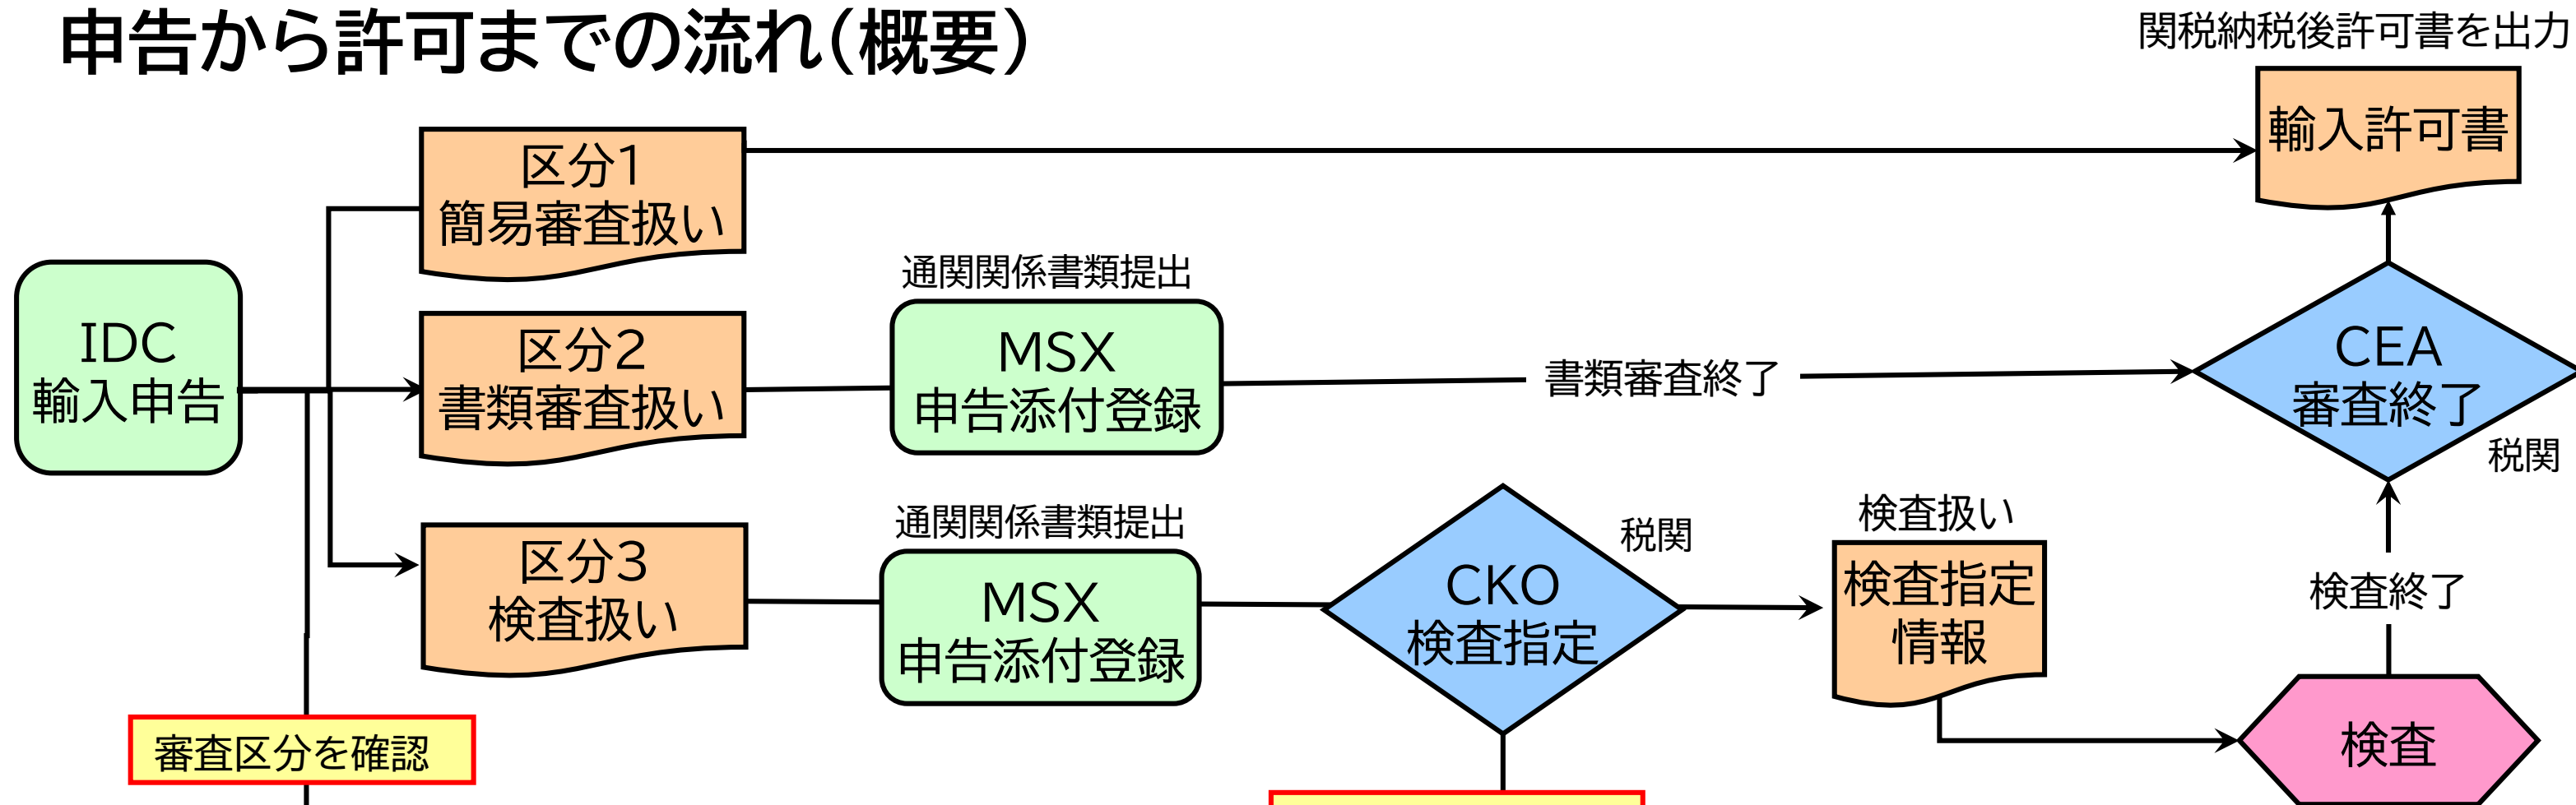 申告から許可までの流れ（概要）
関税納税後許可書を出力
輸入許可書
区分1
簡易審査扱い
IDC
輸入申告
区分2
書類審査扱い
通関関係書類提出
MSX
申告添付登録
書類審査終了
CEA
審査終了
税関
区分3
検査扱い
通関関係書類提出
MSX
申告添付登録
CKO
検査指定
税関
検査扱い
検査指定
情報
検査終了
検査
審査区分を確認